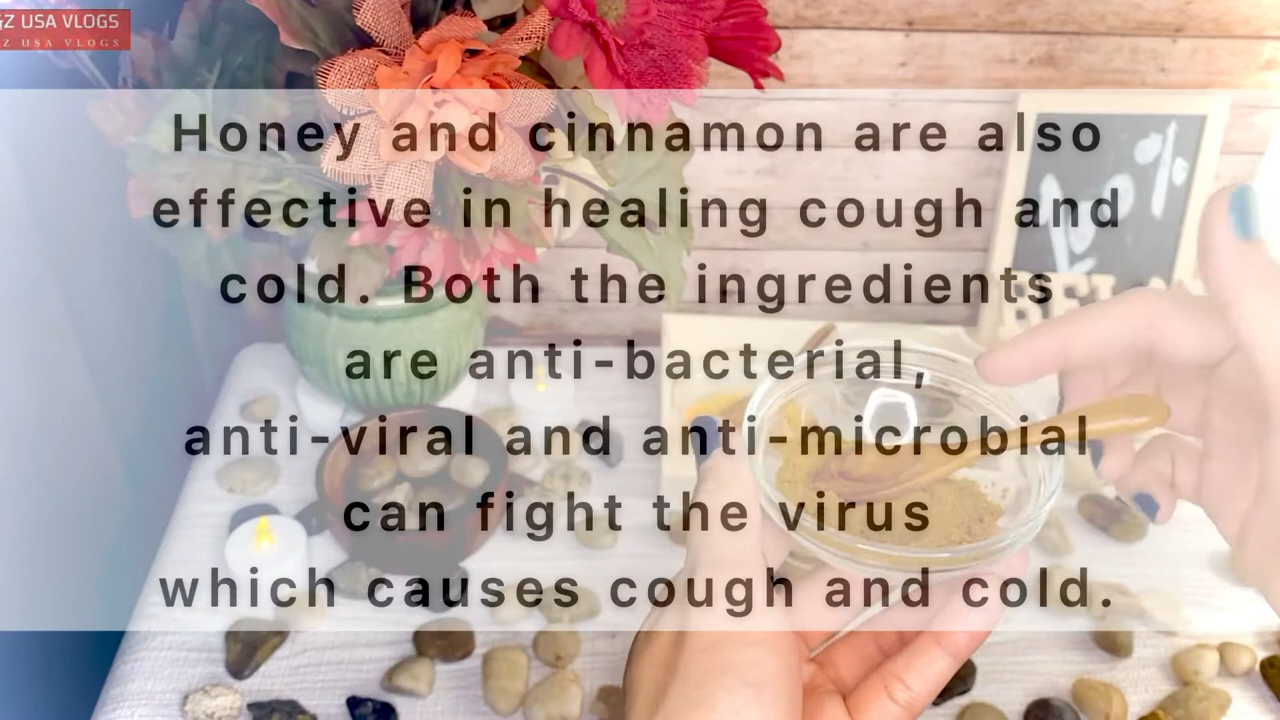 Z USA VLOGS
Z USA VLOGS
Honey and cinnamon are also
effective in healing cough and
cold. Both the ingredients
are anti-bacterial,
anti-viral and anti-microbial
can fight the virus
which causes cough and cold.